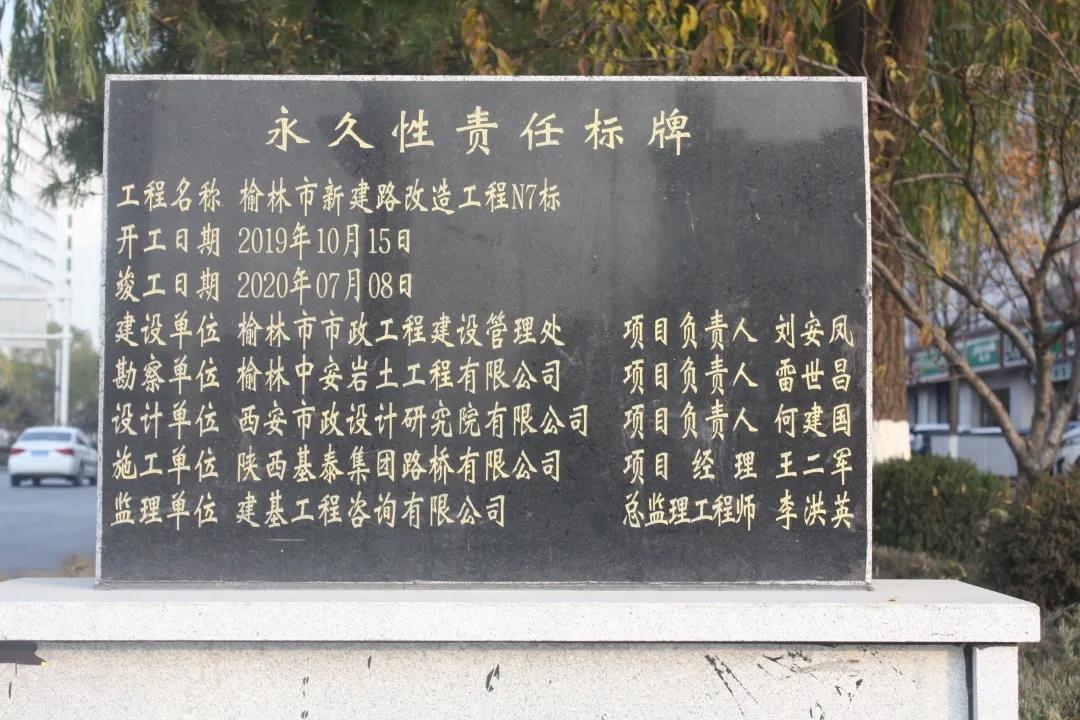 永久性责任标牌
工程名称 榆林市新建路改造工程N7标
开工日期 2019年10月15日
竣工日期 2020年07月08日
建设单位 榆林市市政工程建设管理处 项目负责人 刘安凤
勘察单位 榆林中安岩土工程有限公司 项目负责人 雷世昌
设计单位 西安市政设计研究院有限公司 项目负责人 何建国
施工单位 陕西基泰集团路桥有限公司 项目经理 王二军
监理单位 建基工程咨询有限公司 总监理工程师 李洪英